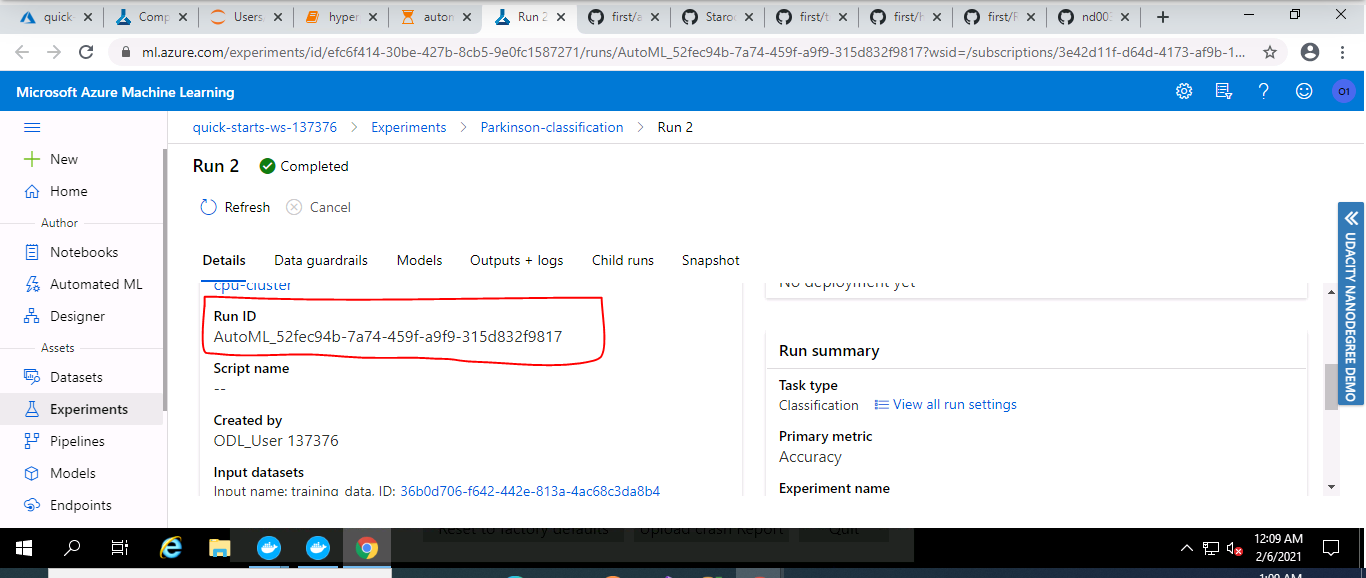 quick-
Comp
Users,
hyper
auton
Run 2
first/a
Staroc
first/t
first/h
first/F
nd003
ml.azure.com/experiments/id/efc6f414-30be-427b-8cb5-9e0fc1587271/runs/AutoML_52fec94b-7a74-459f-a9f9-315d832f9817?wsid=/subscriptions/3e42d11f-d64d-4173-af9b-1...
Microsoft Azure Machine Learning
O1
quick-starts-ws-137376 > Experiments > Parkinson-classification > Run 2
New
Home
Author
Notebooks
Automated ML
Designer
Assets
Datasets
Experiments
Pipelines
Models
Endpoints
Run 2 Completed
Refresh Cancel
Details Data guardrails Models Outputs + logs Child runs Snapshot
cpu-cluster
Run ID
AutoML_52fec94b-7a74-459f-a9f9-315d832f9817
Script name
--
Created by
ODL_User 137376
Input datasets
Input name: training_data, ID: 36b0d706-f642-442e-813a-4ac68c3da8b4
No deployment yet
Run summary
Task type
Classification View all run settings
Primary metric
Accuracy
Experiment name
UDACITY NANODEGREE DEMO
Reset to factory defaults Upload crash Report Quit
12:09 AM
2/6/2021
1:09 AM